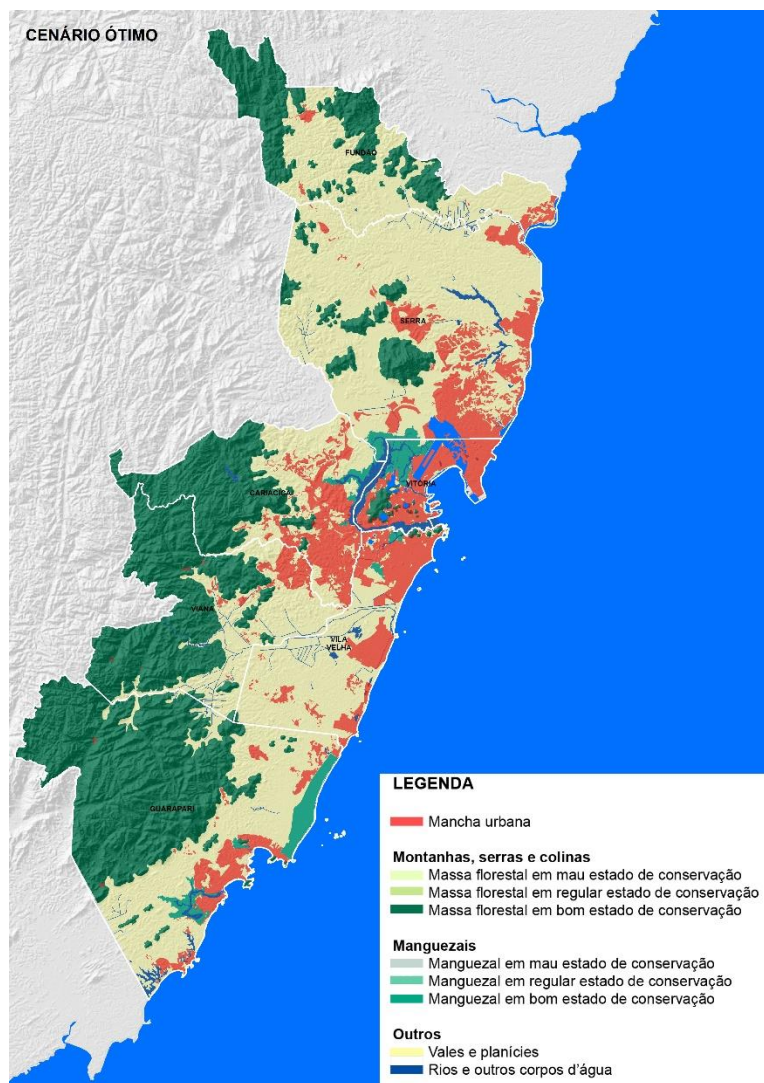 CENÁRIO ÓTIMO
FUNDÃO
SERRA
CARIACICA
VITÓRIA
VIANA
VILA
VELHA
GUARAPARI
LEGENDA
Mancha urbana
Montanhas, serras e colinas
Massa florestal em mau estado de conservação
Massa florestal em regular estado de conservação
Massa florestal em bom estado de conservação
Manguezais
Manguezal em mau estado de conservação
Manguezal em regular estado de conservação
Manguezal em bom estado de conservação
Outros
Vales e planícies
Rios e outros corpos d'água